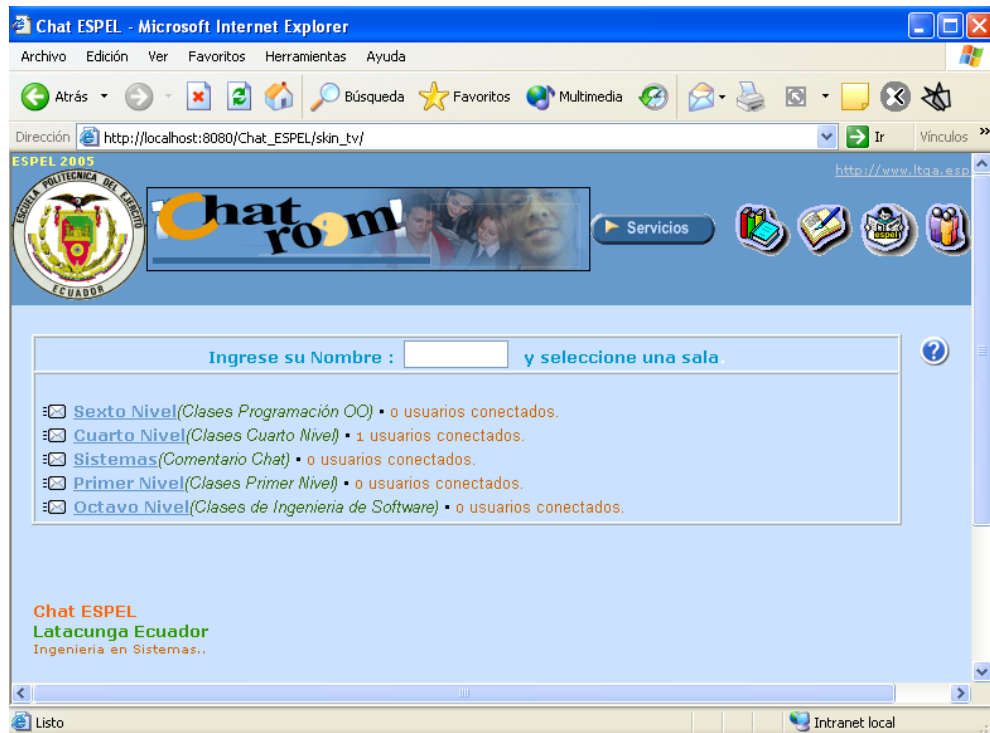 Chat ESPEL - Microsoft Internet Explorer
Archivo Edición Ver Favoritos Herramientas Ayuda
Atrás Búsqueda Favoritos Multimedia
Dirección http://localhost:8080/Chat_ESPEL/skin_tv/ Ir Vínculos »
ESPEL 2005
http://www.ltga.esp
ESCUELA POLITECNICA DEL EJERCITO
ECUADOR
Chat room!
Servicios
espel
Ingrese su Nombre : y seleccione una sala.
Sexto Nivel(Clases Programación OO) ▪ 0 usuarios conectados.
Cuarto Nivel(Clases Cuarto Nivel) ▪ 1 usuarios conectados.
Sistemas(Comentario Chat) ▪ 0 usuarios conectados.
Primer Nivel(Clases Primer Nivel) ▪ 0 usuarios conectados.
Octavo Nivel(Clases de Ingenieria de Software) ▪ 0 usuarios conectados.
Chat ESPEL
Latacunga Ecuador
Ingenieria en Sistemas..
Listo Intranet local